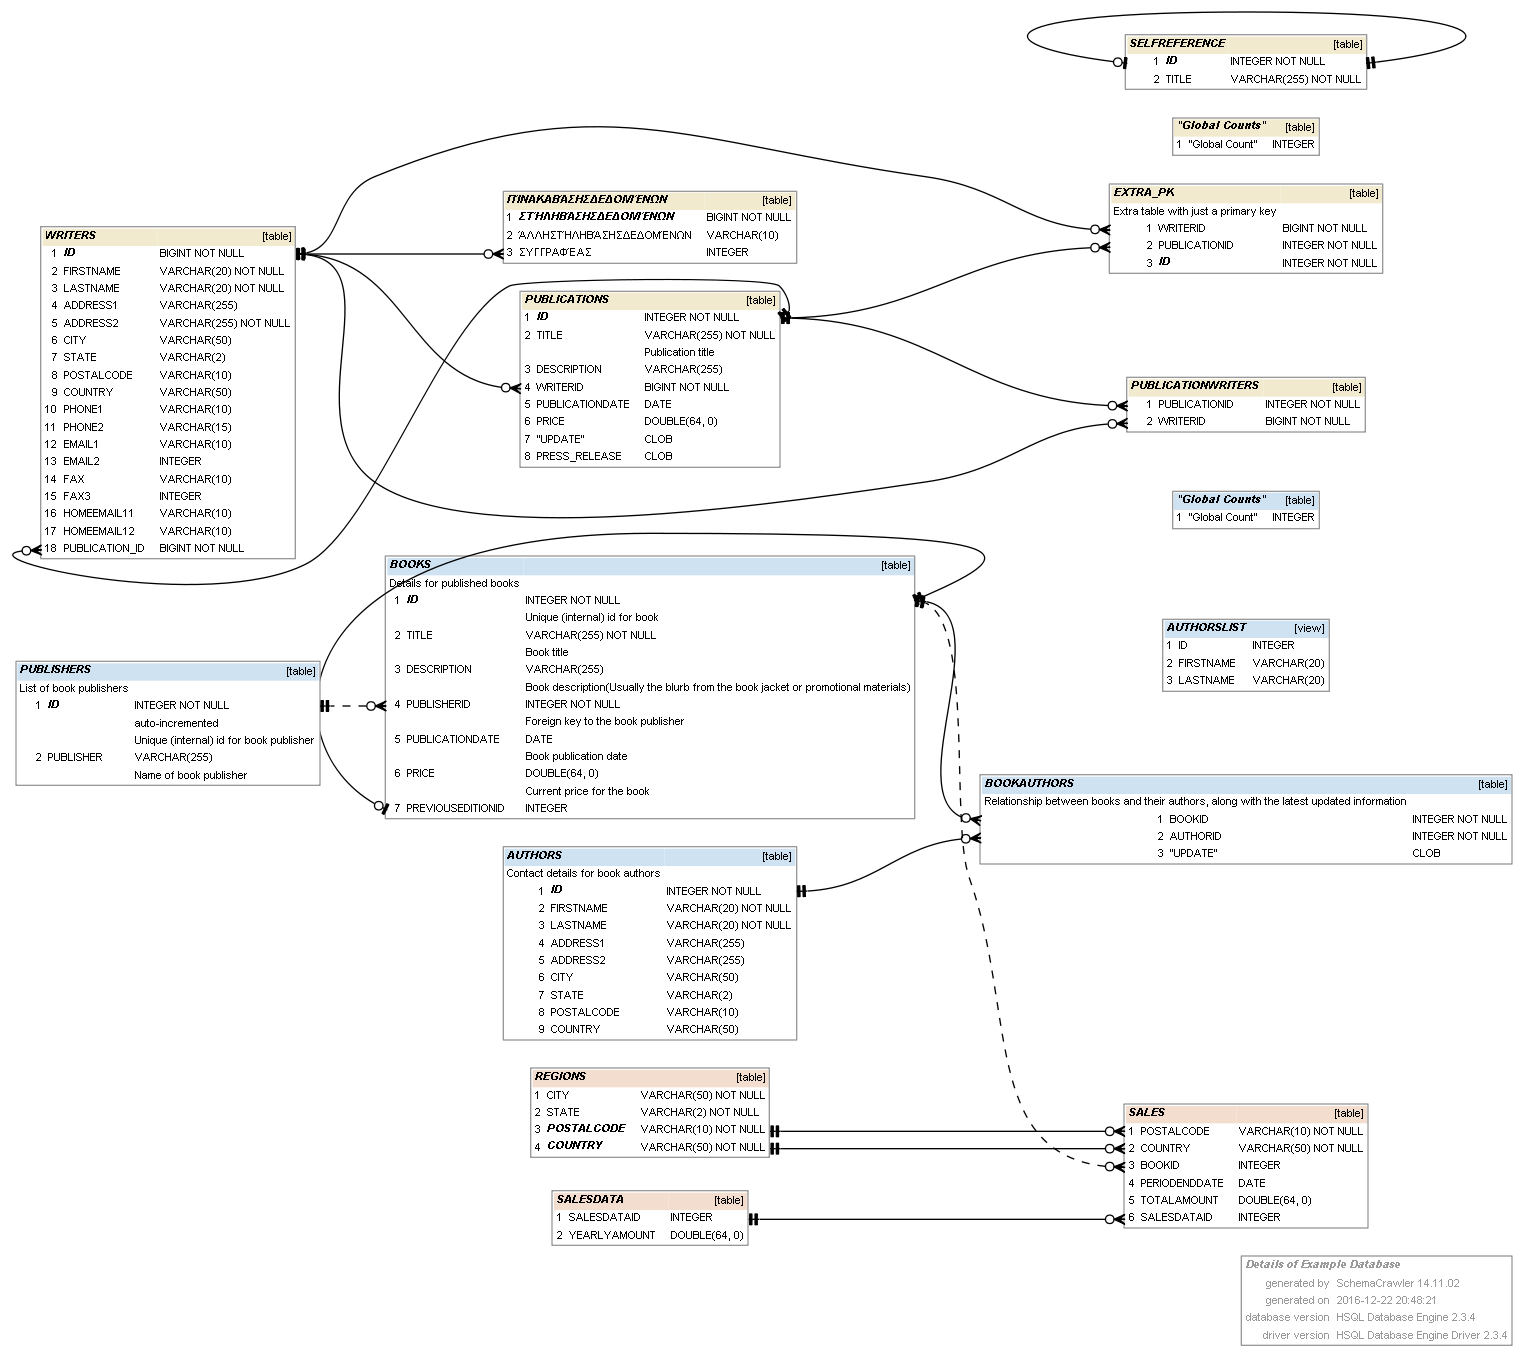 SELFREFERENCE [table]
1 ID INTEGER NOT NULL
2 TITLE VARCHAR(255) NOT NULL
"Global Counts" [table]
1 "Global Count" INTEGER
EXTRA_PK [table]
Extra table with just a primary key
1 WRITERID BIGINT NOT NULL
2 PUBLICATIONID INTEGER NOT NULL
3 ID INTEGER NOT NULL
ΠΊΝΑΚΑΒΆΣΗΣΔΕΔΟΜΈΝΩΝ [table]
1 ΣΤΉΛΗΒΆΣΗΣΔΕΔΟΜΈΝΩΝ BIGINT NOT NULL
2 ΆΛΛΗΣΤΉΛΗΒΆΣΗΣΔΕΔΟΜΈΝΩΝ VARCHAR(10)
3 ΣΥΓΓΡΑΦΈΑΣ INTEGER
WRITERS [table]
1 ID BIGINT NOT NULL
2 FIRSTNAME VARCHAR(20) NOT NULL
3 LASTNAME VARCHAR(20) NOT NULL
4 ADDRESS1 VARCHAR(255)
5 ADDRESS2 VARCHAR(255) NOT NULL
6 CITY VARCHAR(50)
7 STATE VARCHAR(2)
8 POSTALCODE VARCHAR(10)
9 COUNTRY VARCHAR(50)
10 PHONE1 VARCHAR(10)
11 PHONE2 VARCHAR(15)
12 EMAIL1 VARCHAR(10)
13 EMAIL2 INTEGER
14 FAX VARCHAR(10)
15 FAX3 INTEGER
16 HOMEEMAIL11 VARCHAR(10)
17 HOMEEMAIL12 VARCHAR(10)
18 PUBLICATION_ID BIGINT NOT NULL
PUBLICATIONS [table]
1 ID INTEGER NOT NULL
2 TITLE VARCHAR(255) NOT NULL
Publication title
3 DESCRIPTION VARCHAR(255)
4 WRITERID BIGINT NOT NULL
5 PUBLICATIONDATE DATE
6 PRICE DOUBLE(64, 0)
7 "UPDATE" CLOB
8 PRESS_RELEASE CLOB
PUBLICATIONWRITERS [table]
1 PUBLICATIONID INTEGER NOT NULL
2 WRITERID BIGINT NOT NULL
"Global Counts" [table]
1 "Global Count" INTEGER
BOOKS [table]
Details for published books
1 ID INTEGER NOT NULL
Unique (internal) id for book
2 TITLE VARCHAR(255) NOT NULL
Book title
3 DESCRIPTION VARCHAR(255)
Book description(Usually the blurb from the book jacket or promotional materials)
4 PUBLISHERID INTEGER NOT NULL
Foreign key to the book publisher
5 PUBLICATIONDATE DATE
Book publication date
6 PRICE DOUBLE(64, 0)
Current price for the book
7 PREVIOUSEDITIONID INTEGER
AUTHORSLIST [view]
1 ID INTEGER
2 FIRSTNAME VARCHAR(20)
3 LASTNAME VARCHAR(20)
PUBLISHERS [table]
List of book publishers
1 ID INTEGER NOT NULL
auto-incremented
Unique (internal) id for book publisher
2 PUBLISHER VARCHAR(255)
Name of book publisher
BOOKAUTHORS [table]
Relationship between books and their authors, along with the latest updated information
1 BOOKID INTEGER NOT NULL
2 AUTHORID INTEGER NOT NULL
3 "UPDATE" CLOB
AUTHORS [table]
Contact details for book authors
1 ID INTEGER NOT NULL
2 FIRSTNAME VARCHAR(20) NOT NULL
3 LASTNAME VARCHAR(20) NOT NULL
4 ADDRESS1 VARCHAR(255)
5 ADDRESS2 VARCHAR(255)
6 CITY VARCHAR(50)
7 STATE VARCHAR(2)
8 POSTALCODE VARCHAR(10)
9 COUNTRY VARCHAR(50)
REGIONS [table]
1 CITY VARCHAR(50) NOT NULL
2 STATE VARCHAR(2) NOT NULL
3 POSTALCODE VARCHAR(10) NOT NULL
4 COUNTRY VARCHAR(50) NOT NULL
SALES [table]
1 POSTALCODE VARCHAR(10) NOT NULL
2 COUNTRY VARCHAR(50) NOT NULL
3 BOOKID INTEGER
4 PERIODENDDATE DATE
5 TOTALAMOUNT DOUBLE(64, 0)
6 SALESDATAID INTEGER
SALESDATA [table]
1 SALESDATAID INTEGER
2 YEARLYAMOUNT DOUBLE(64, 0)
Details of Example Database
generated by SchemaCrawler 14.11.02
generated on 2016-12-22 20:48:21
database version HSQL Database Engine 2.3.4
driver version HSQL Database Engine Driver 2.3.4